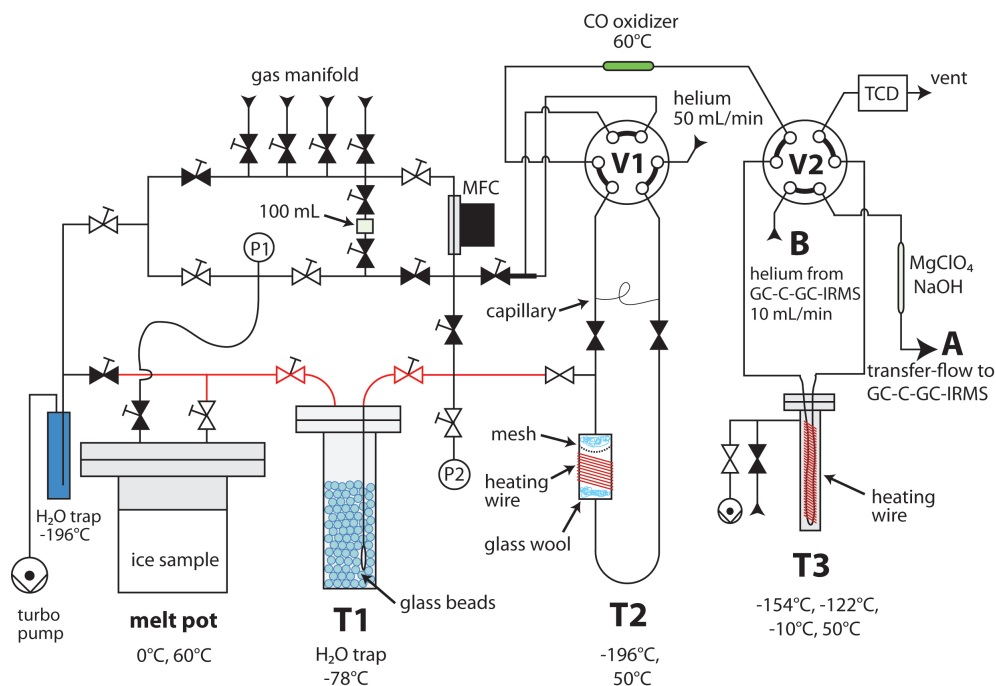 CO oxidizer
60°C
gas manifold
helium
50 mL/min
TCD
vent
V1
V2
MFC
100 mL
P1
B
helium from
GC-C-GC-IRMS
10 mL/min
MgClO₄
NaOH
capillary
A
transfer-flow to
GC-C-GC-IRMS
mesh
heating
wire
glass wool
P2
H₂O trap
-196°C
ice sample
heating
wire
glass beads
turbo
pump
melt pot
0°C, 60°C
T1
H₂O trap
-78°C
T2
-196°C,
50°C
T3
-154°C, -122°C,
-10°C, 50°C